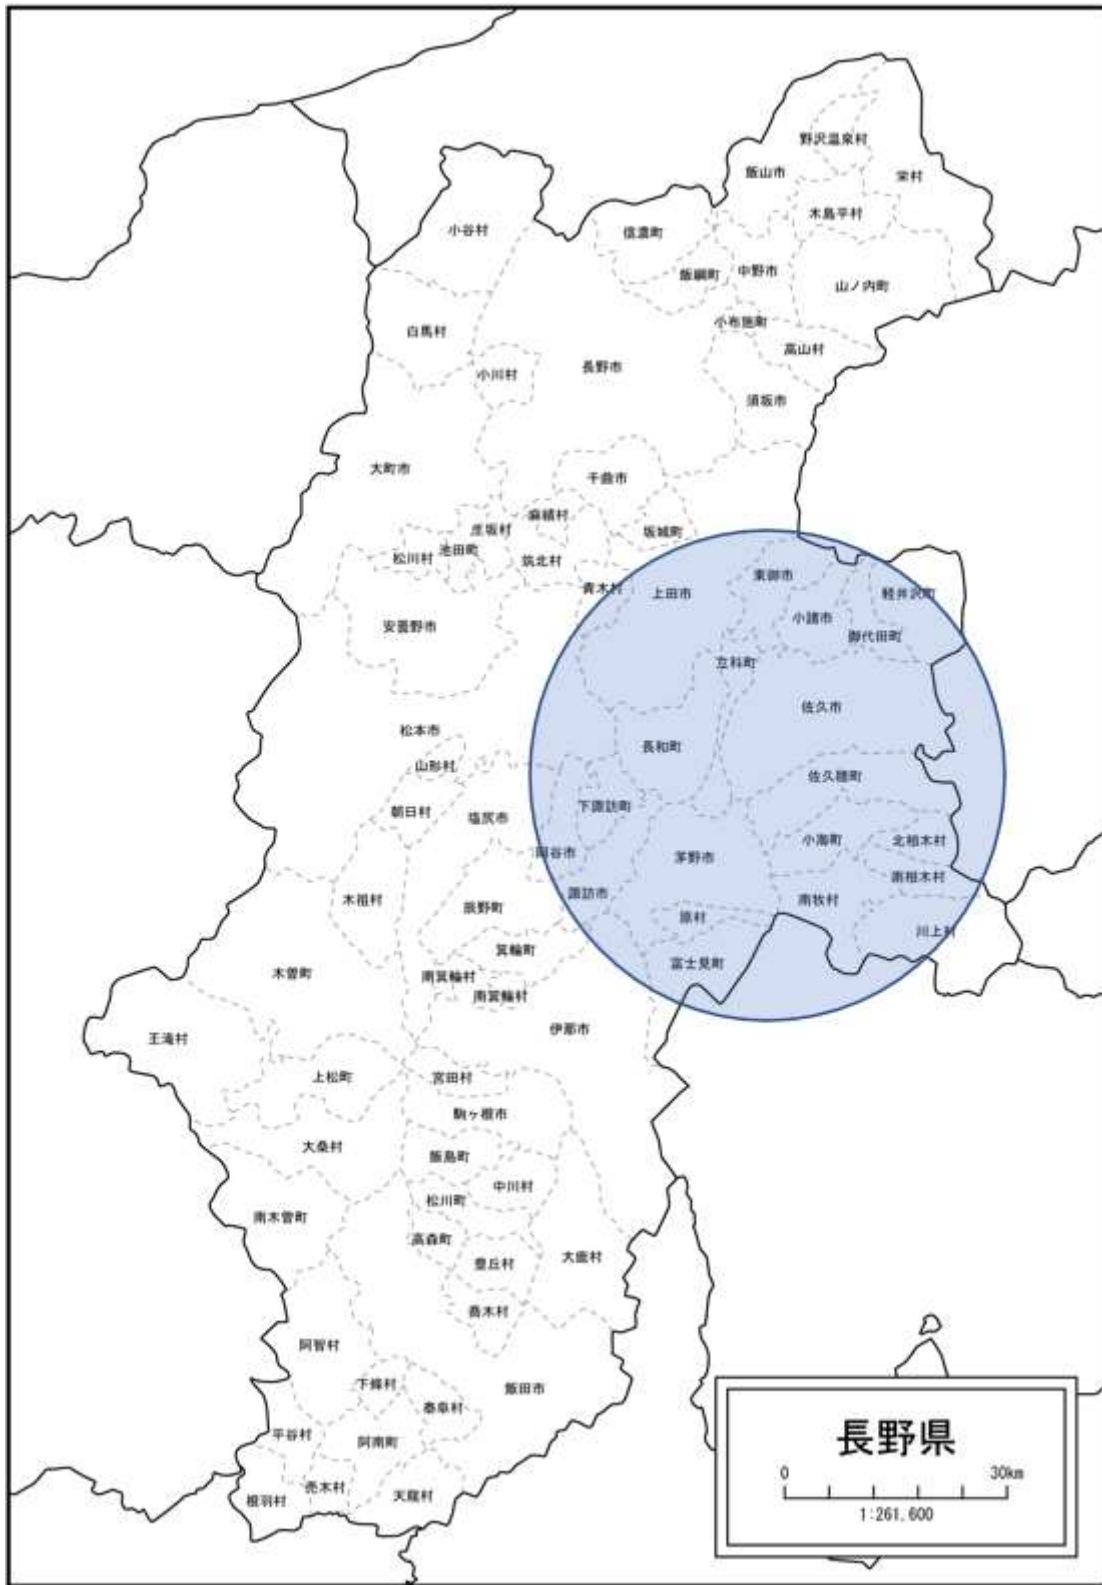 野沢温泉村
飯山市
栄村
木島平村
小谷村
信濃町
飯綱町
中野市
山ノ内町
小布施町
白馬村
高山村
長野市
小川村
須坂市
大町市
千曲市
麻績村
生坂村
坂城町
池田町
松川村
筑北村
東御市
青木村
上田市
軽井沢町
小諸市
安曇野市
御代田町
立科町
佐久市
松本市
長和町
山形村
佐久穂町
下諏訪町
朝日村
塩尻市
小海町
北相木村
岡谷市
茅野市
南相木村
諏訪市
木祖村
南牧村
辰野町
原村
川上村
箕輪町
富士見町
木曽町
南箕輪村
南箕輪村
伊那市
王滝村
上松町
宮田村
駒ヶ根市
大桑村
飯島町
中川村
松川町
南木曽町
高森町
大鹿村
豊丘村
喬木村
阿智村
下條村
飯田市
泰阜村
平谷村
阿南町
売木村
天龍村
根羽村
長野県
0 30km
1:261,600